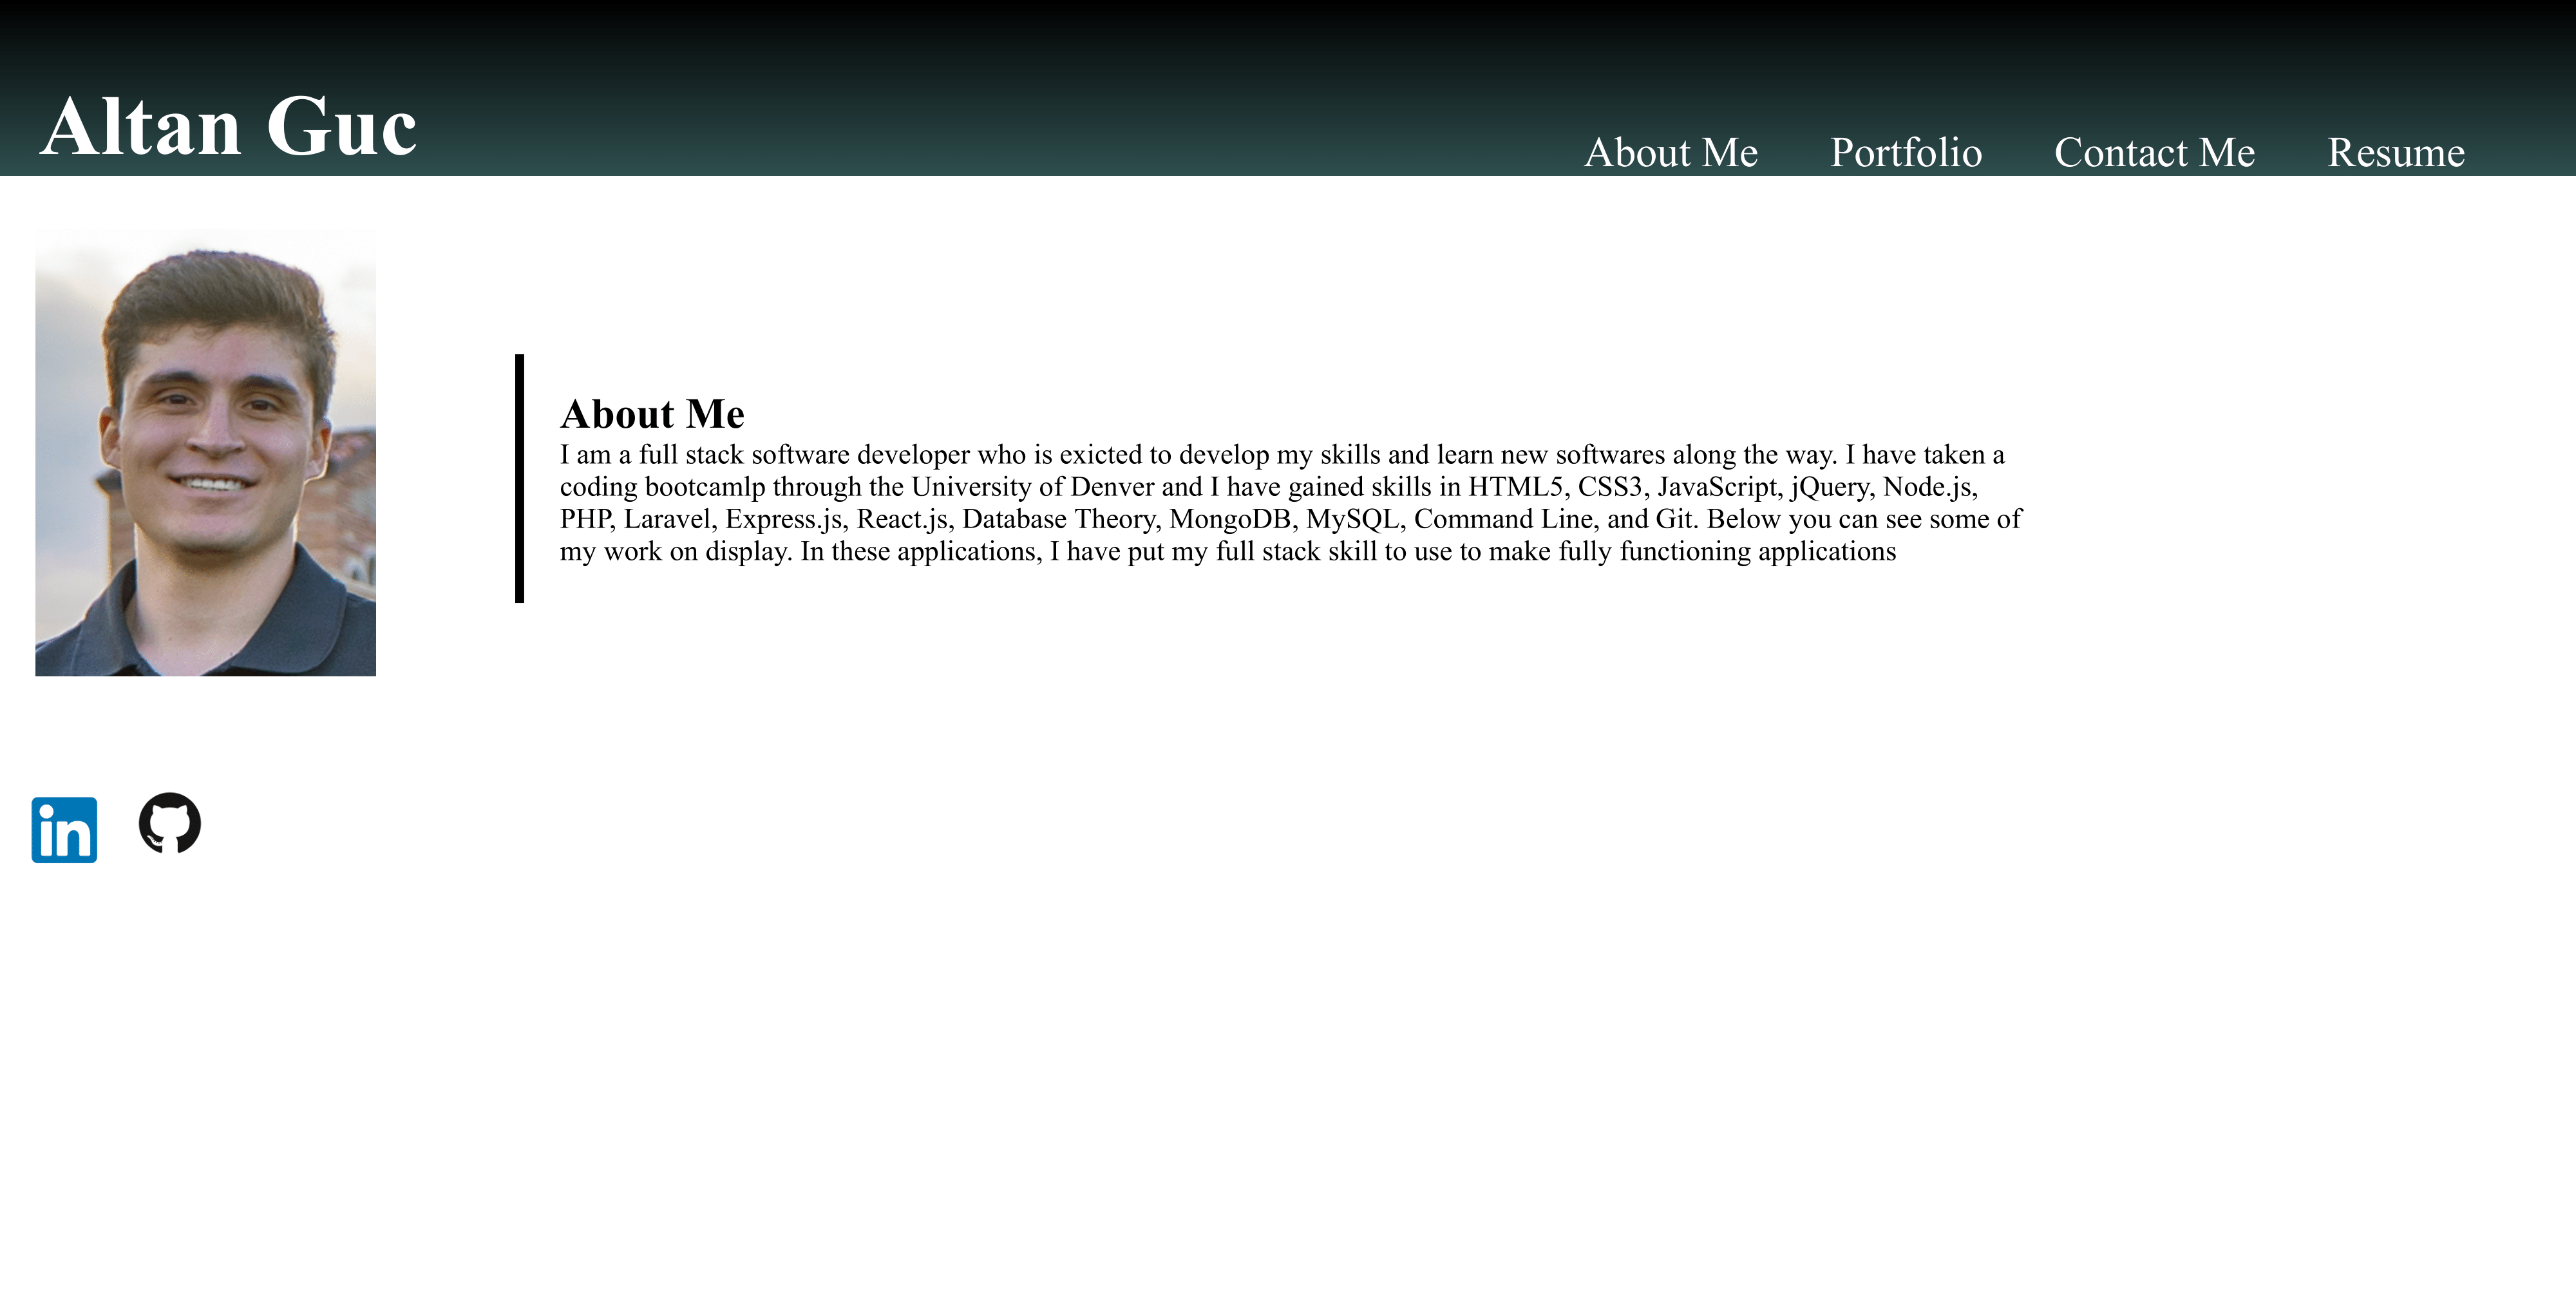 Altan Guc
About Me
Portfolio
Contact Me
Resume
About Me
I am a full stack software developer who is exicted to develop my skills and learn new softwares along the way. I have taken a
coding bootcamlp through the University of Denver and I have gained skills in HTML5, CSS3, JavaScript, jQuery, Node.js,
PHP, Laravel, Express.js, React.js, Database Theory, MongoDB, MySQL, Command Line, and Git. Below you can see some of
my work on display. In these applications, I have put my full stack skill to use to make fully functioning applications
in